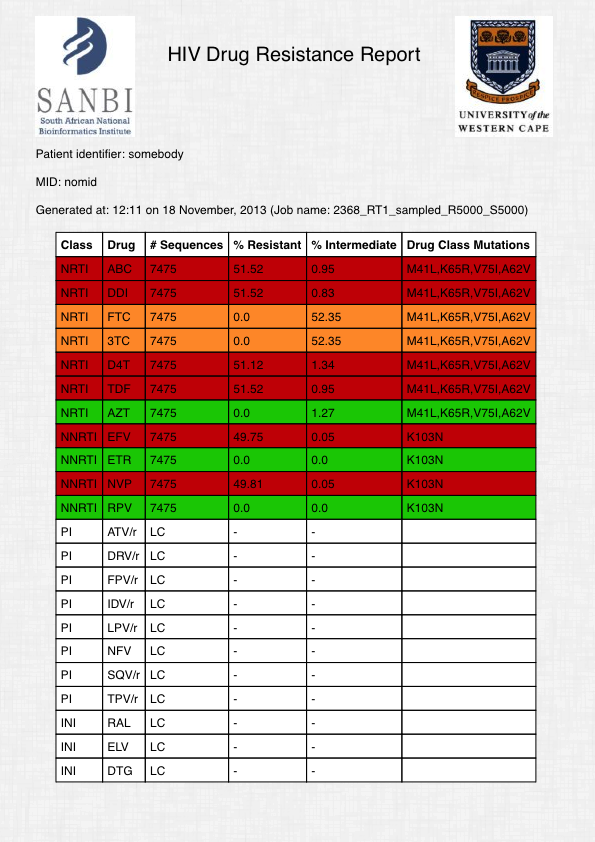 HIV Drug Resistance Report
SANBI
South African National
Bioinformatics Institute
UNIVERSITY of the
WESTERN CAPE
Patient identifier: somebody
MID: nomid
Generated at: 12:11 on 18 November, 2013 (Job name: 2368_RT1_sampled_R5000_S5000)
Class Drug # Sequences % Resistant % Intermediate Drug Class Mutations
NRTI ABC 7475 51.52 0.95 M41L,K65R,V75I,A62V
NRTI DDI 7475 51.52 0.83 M41L,K65R,V75I,A62V
NRTI FTC 7475 0.0 52.35 M41L,K65R,V75I,A62V
NRTI 3TC 7475 0.0 52.35 M41L,K65R,V75I,A62V
NRTI D4T 7475 51.12 1.34 M41L,K65R,V75I,A62V
NRTI TDF 7475 51.52 0.95 M41L,K65R,V75I,A62V
NRTI AZT 7475 0.0 1.27 M41L,K65R,V75I,A62V
NNRTI EFV 7475 49.75 0.05 K103N
NNRTI ETR 7475 0.0 0.0 K103N
NNRTI NVP 7475 49.81 0.05 K103N
NNRTI RPV 7475 0.0 0.0 K103N
PI ATV/r LC - -
PI DRV/r LC - -
PI FPV/r LC - -
PI IDV/r LC - -
PI LPV/r LC - -
PI NFV LC - -
PI SQV/r LC - -
PI TPV/r LC - -
INI RAL LC - -
INI ELV LC - -
INI DTG LC - -